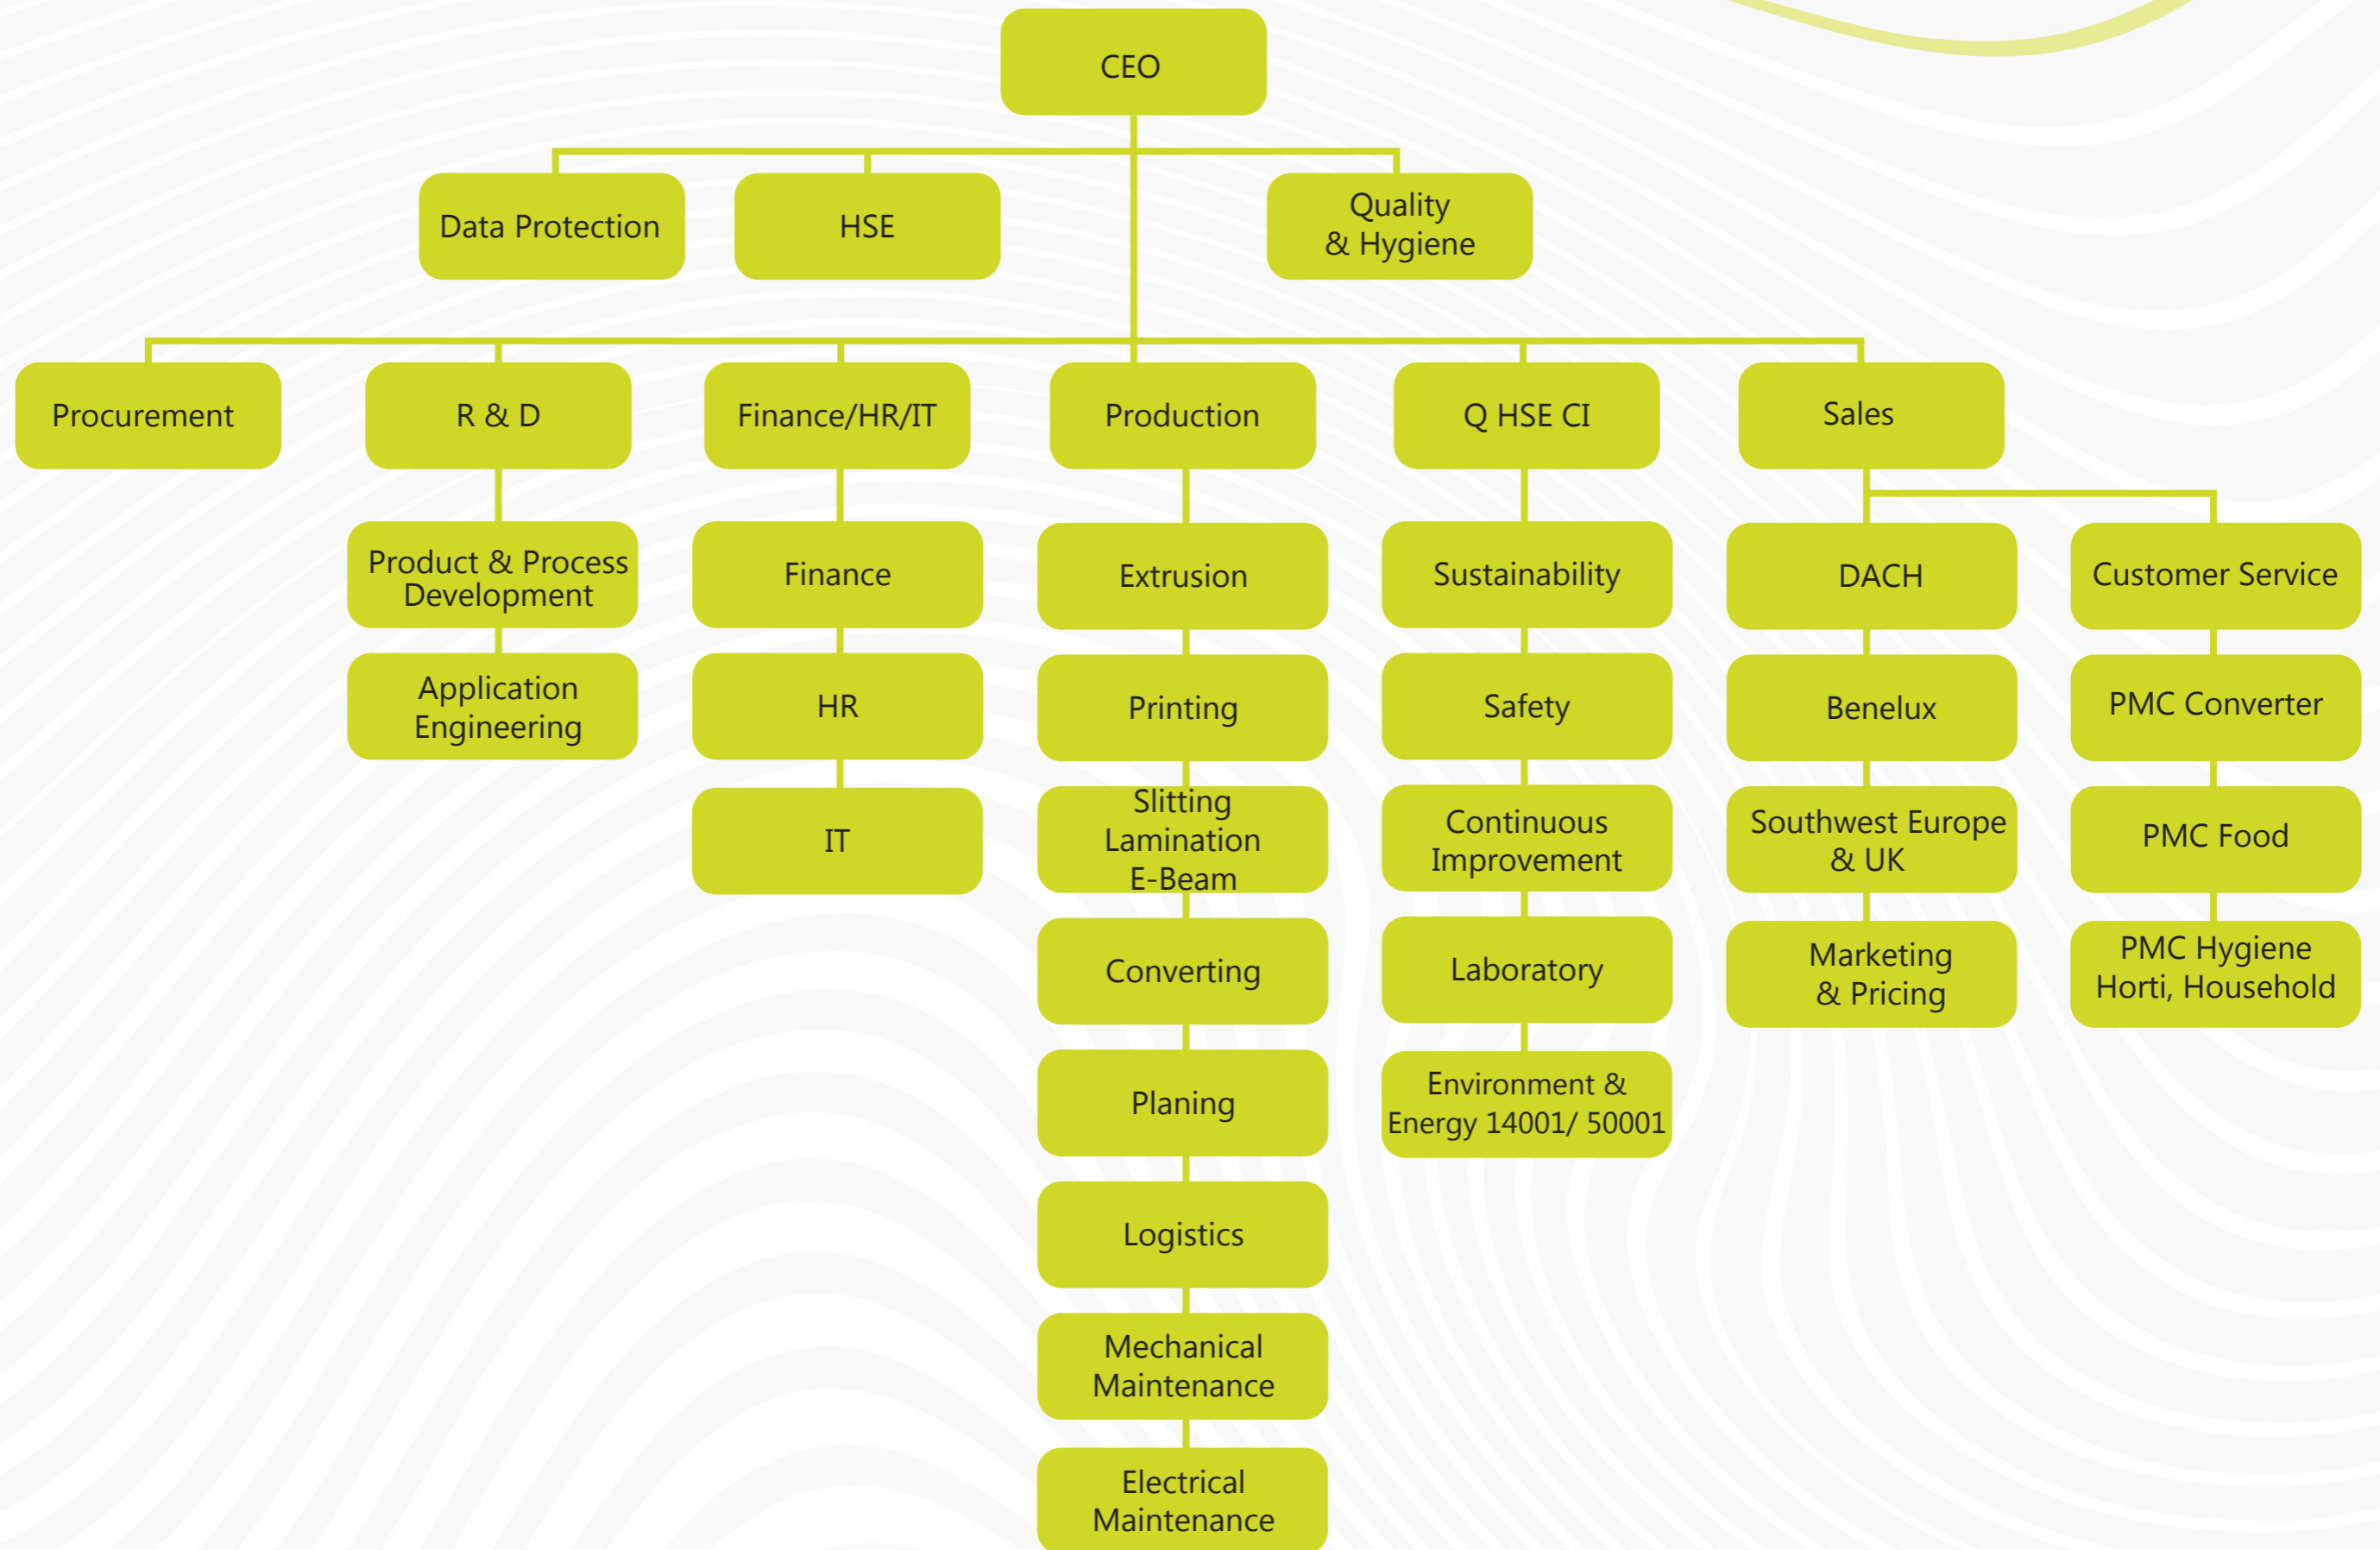 CEO
Data Protection
HSE
Quality
& Hygiene
Procurement
R & D
Finance/HR/IT
Production
Q HSE CI
Sales
Product & Process
Development
Application
Engineering
Finance
HR
IT
Extrusion
Printing
Slitting
Lamination
E-Beam
Converting
Planing
Logistics
Mechanical
Maintenance
Electrical
Maintenance
Sustainability
Safety
Continuous
Improvement
Laboratory
Environment &
Energy 14001/ 50001
DACH
Benelux
Southwest Europe
& UK
Marketing
& Pricing
Customer Service
PMC Converter
PMC Food
PMC Hygiene
Horti, Household